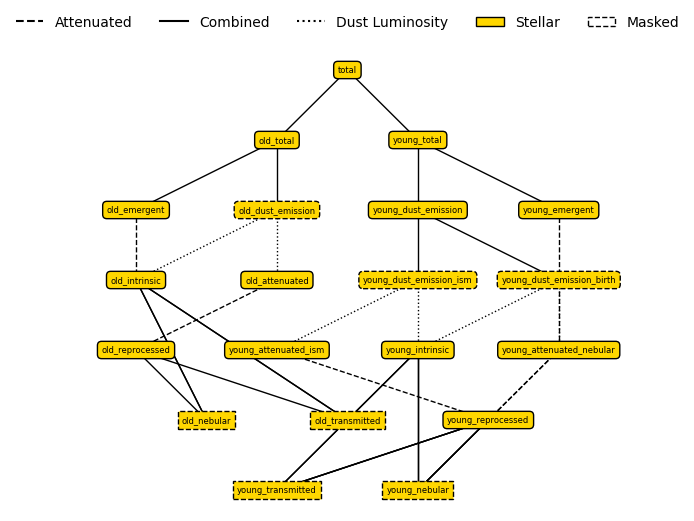 Attenuated Combined Dust Luminosity Stellar Masked
total
old_total young_total
old_emergent old_dust_emission young_dust_emission young_emergent
old_intrinsic old_attenuated young_dust_emission_ism young_dust_emission_birth
old_reprocessed young_attenuated_ism young_intrinsic young_attenuated_nebular
old_nebular old_transmitted young_reprocessed
young_transmitted young_nebular